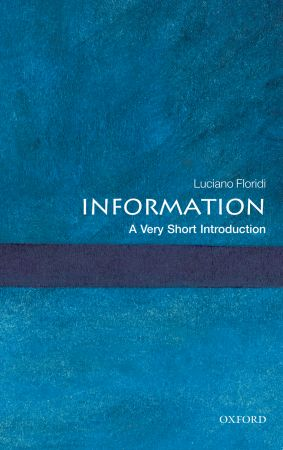 Luciano Floridi
INFORMATION
A Very Short Introduction
OXFORD